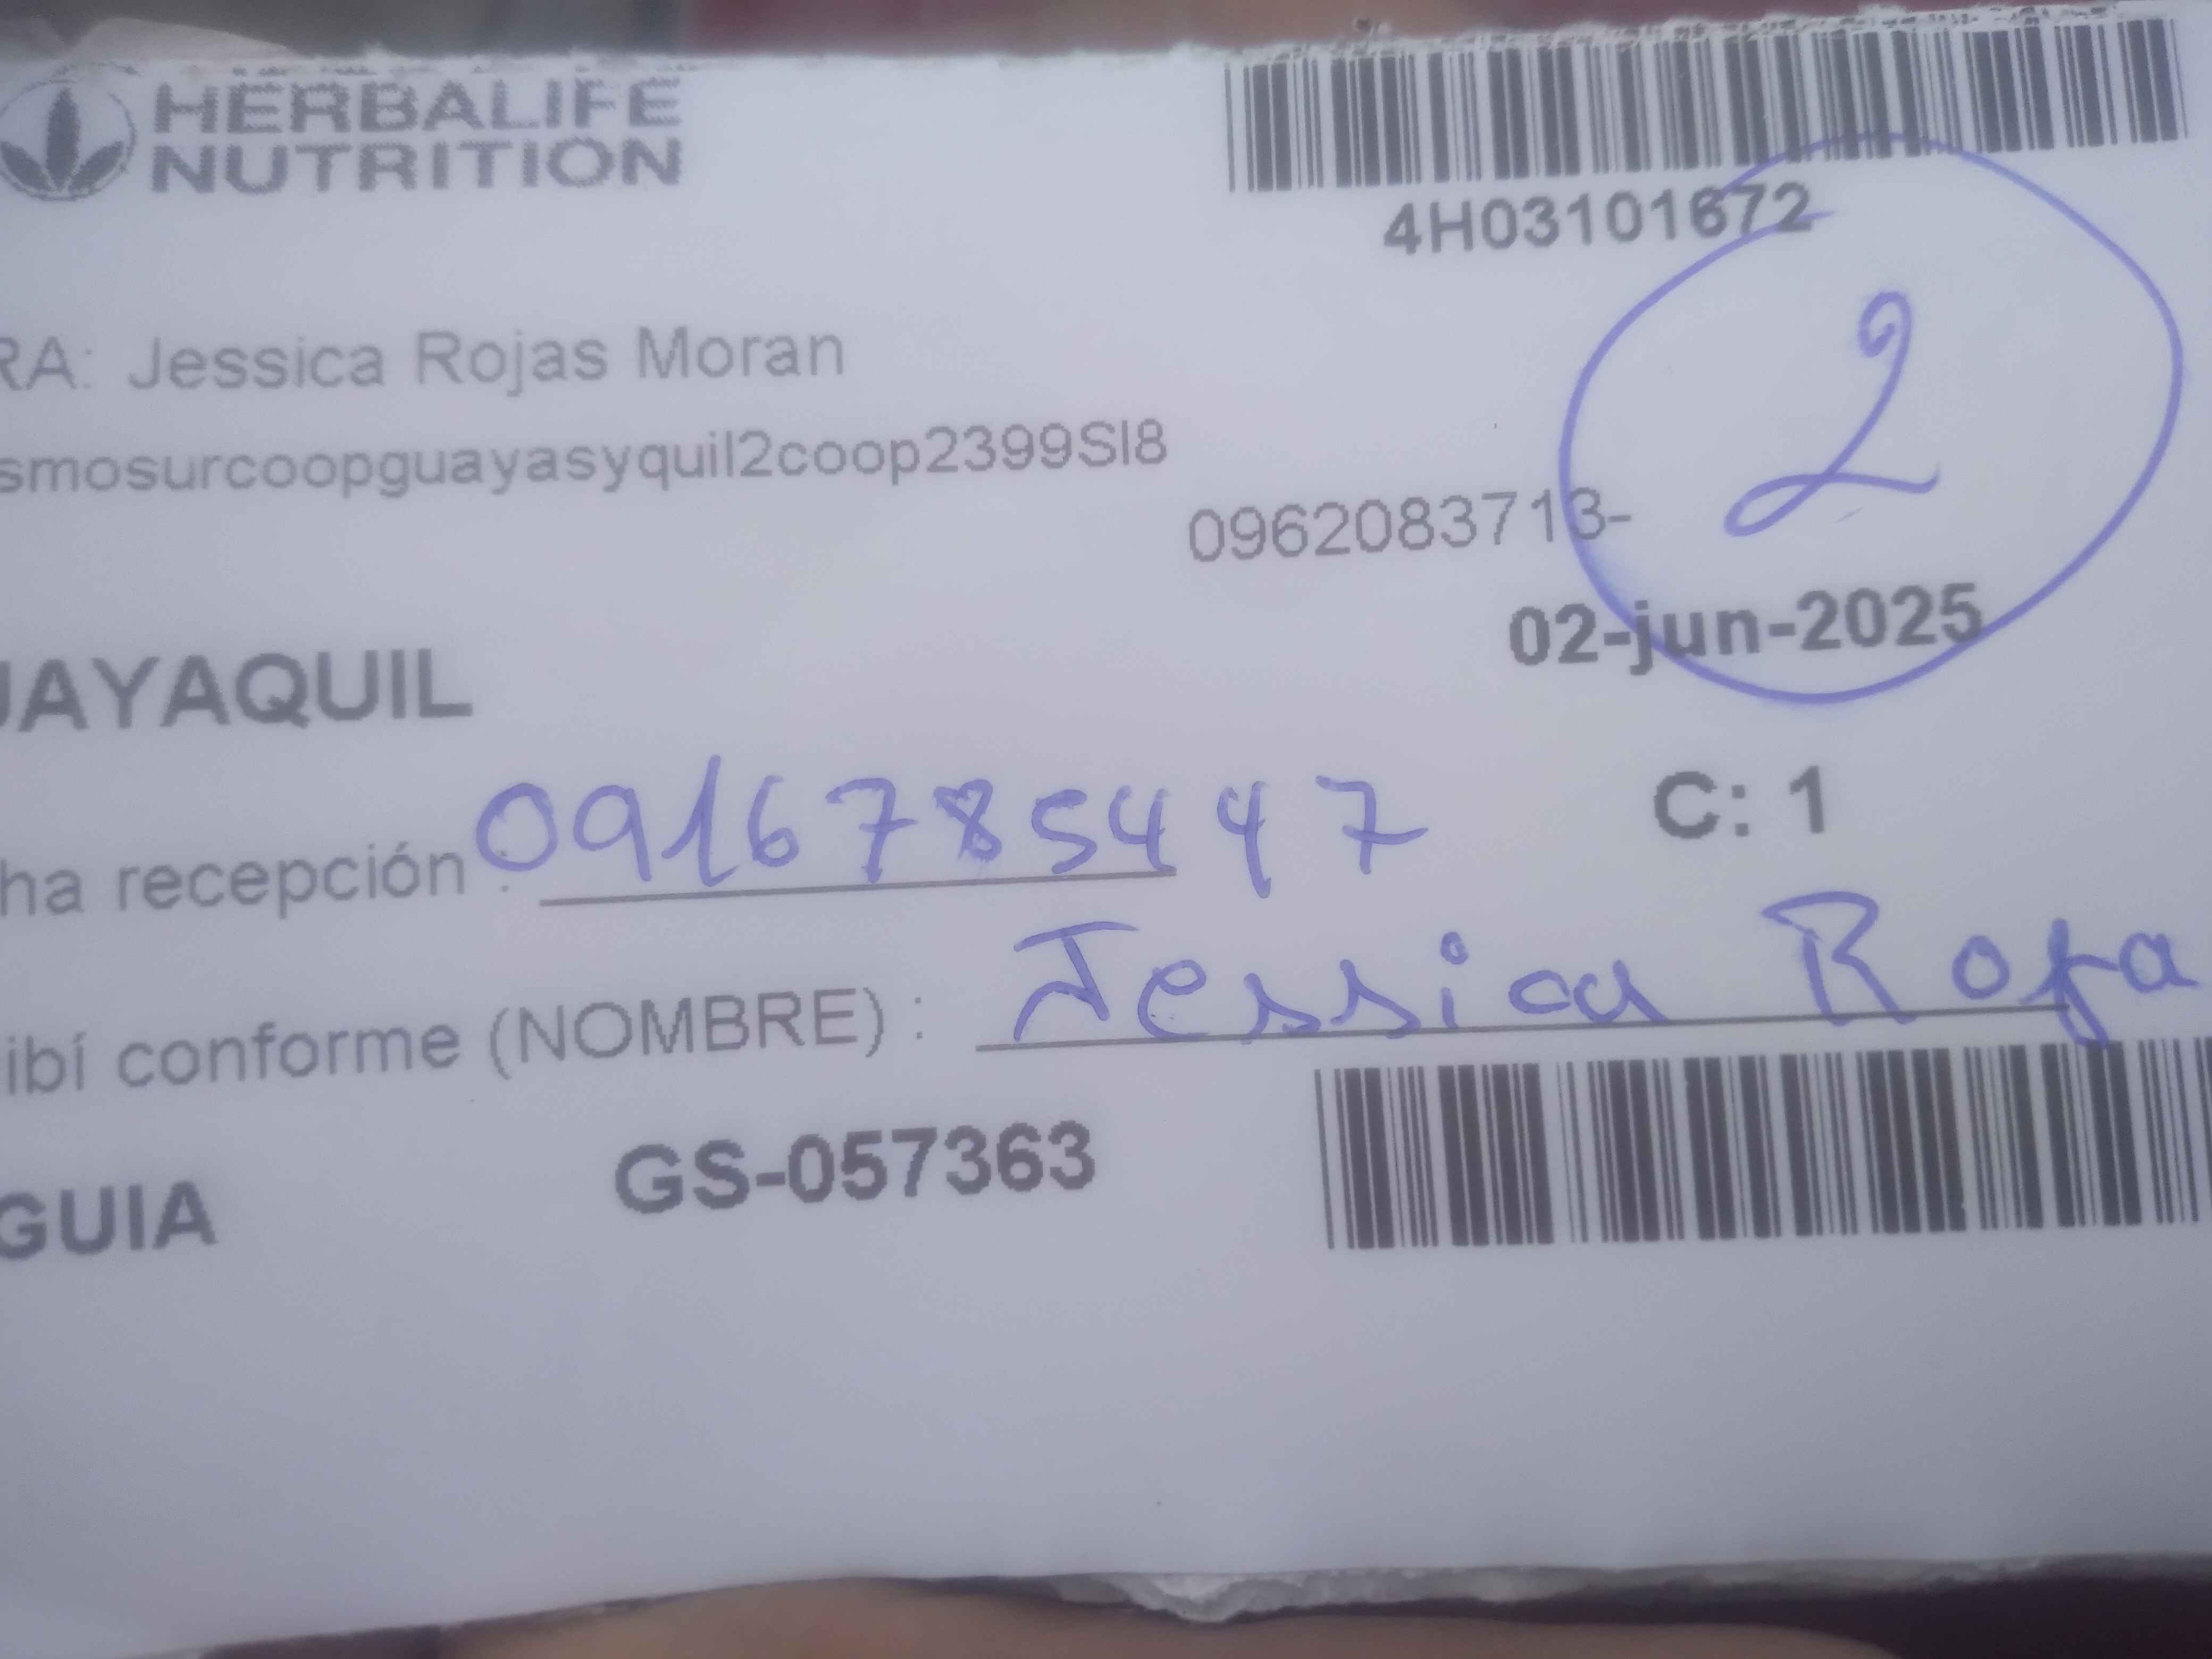 HERBALIFE
NUTRITION
4H03101672
RA: Jessica Rojas Moran
smosurcoopguayasyquil2coop2399Sl8
0962083713-
2
02-jun-2025
UAYAQUIL
C: 1
ha recepción : 0916785447
ibí conforme (NOMBRE) : Jessica Roja
GUIA GS-057363